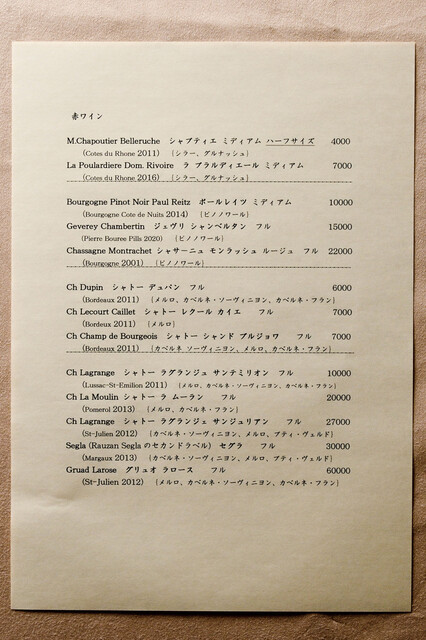 赤ワイン
M.Chapoutier Belleruche シャプティエ ミディアム ハーフサイズ 4000
(Cotes du Rhone 2011) (シラー、グルナッシュ)
La Poulardiere Dom. Rivoire ラ プラルディエール ミディアム 7000
(Cotes du Rhone 2016) (シラー、グルナッシュ)
Bourgogne Pinot Noir Paul Reitz ポールレイツ ミディアム 10000
(Bourgogne Cote de Nuits 2014) (ピノノワール)
Geverey Chambertin ジェヴリ シャンベルタン フル 15000
(Pierre Bouree Pills 2020) (ピノノワール)
Chassagne Montrachet シャサーニュ モンラッシュ ルージュ フル 22000
(Bourgogne 2001) (ピノノワール)
Ch Dupin シャトー デュパン フル 6000
(Bordeaux 2011) (メルロ、カベルネ・ソーヴィニヨン、カベルネ・フラン)
Ch Lecourt Caillet シャトー レクール カイエ フル 7000
(Bordeux 2011) (メルロ)
Ch Champ de Bourgeois シャトー シャンド ブルジョワ フル 7000
(Bordeaux 2011) (カベルネ ソーヴィニヨン、メルロ、カベルネ・フラン)
Ch Lagrange シャトー ラグランジュ サンテミリオン フル 10000
(Lussac-St-Emilion 2011) (メルロ、カベルネ・ソーヴィニヨン、カベルネ・フラン)
Ch La Moulin シャトー ラ ムーラン フル 20000
(Pomerol 2013) (メルロ、カベルネ・フラン)
Ch Lagrange シャトー ラグランジェ サンジュリアン フル 27000
(St-Julien 2012) (カベルネ・ソーヴィニヨン、メルロ、プティ・ヴェルド)
Segla (Rauzan Segla のセカンドラベル) セグラ フル 30000
(Margaux 2013) (カベルネ・ソーヴィニヨン、メルロ、プティ・ヴェルド)
Gruad Larose グリュオ ラロース フル 60000
(St-Julien 2012) (メルロ、カベルネ・ソーヴィニヨン、カベルネ・フラン)